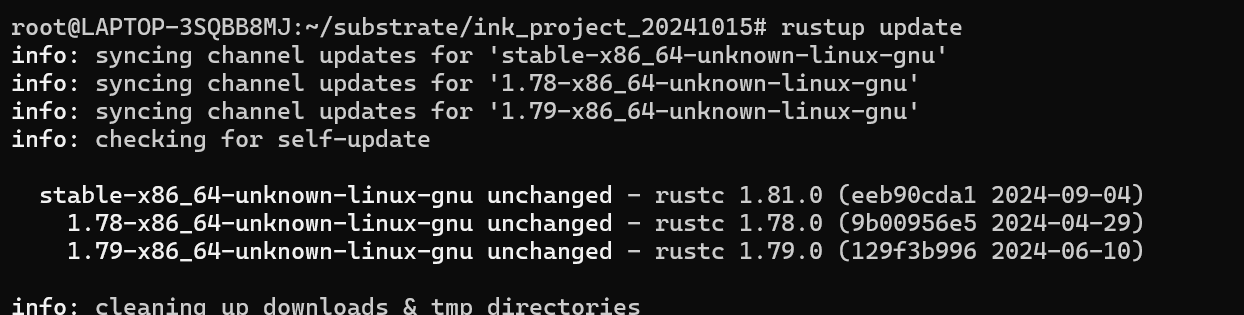 root@LAPTOP-3SQBB8MJ:~/substrate/ink_project_20241015# rustup update
info: syncing channel updates for 'stable-x86_64-unknown-linux-gnu'
info: syncing channel updates for '1.78-x86_64-unknown-linux-gnu'
info: syncing channel updates for '1.79-x86_64-unknown-linux-gnu'
info: checking for self-update
stable-x86_64-unknown-linux-gnu unchanged - rustc 1.81.0 (eeb90cda1 2024-09-04)
1.78-x86_64-unknown-linux-gnu unchanged - rustc 1.78.0 (9b00956e5 2024-04-29)
1.79-x86_64-unknown-linux-gnu unchanged - rustc 1.79.0 (129f3b996 2024-06-10)
info: cleaning up downloads & tmp directories